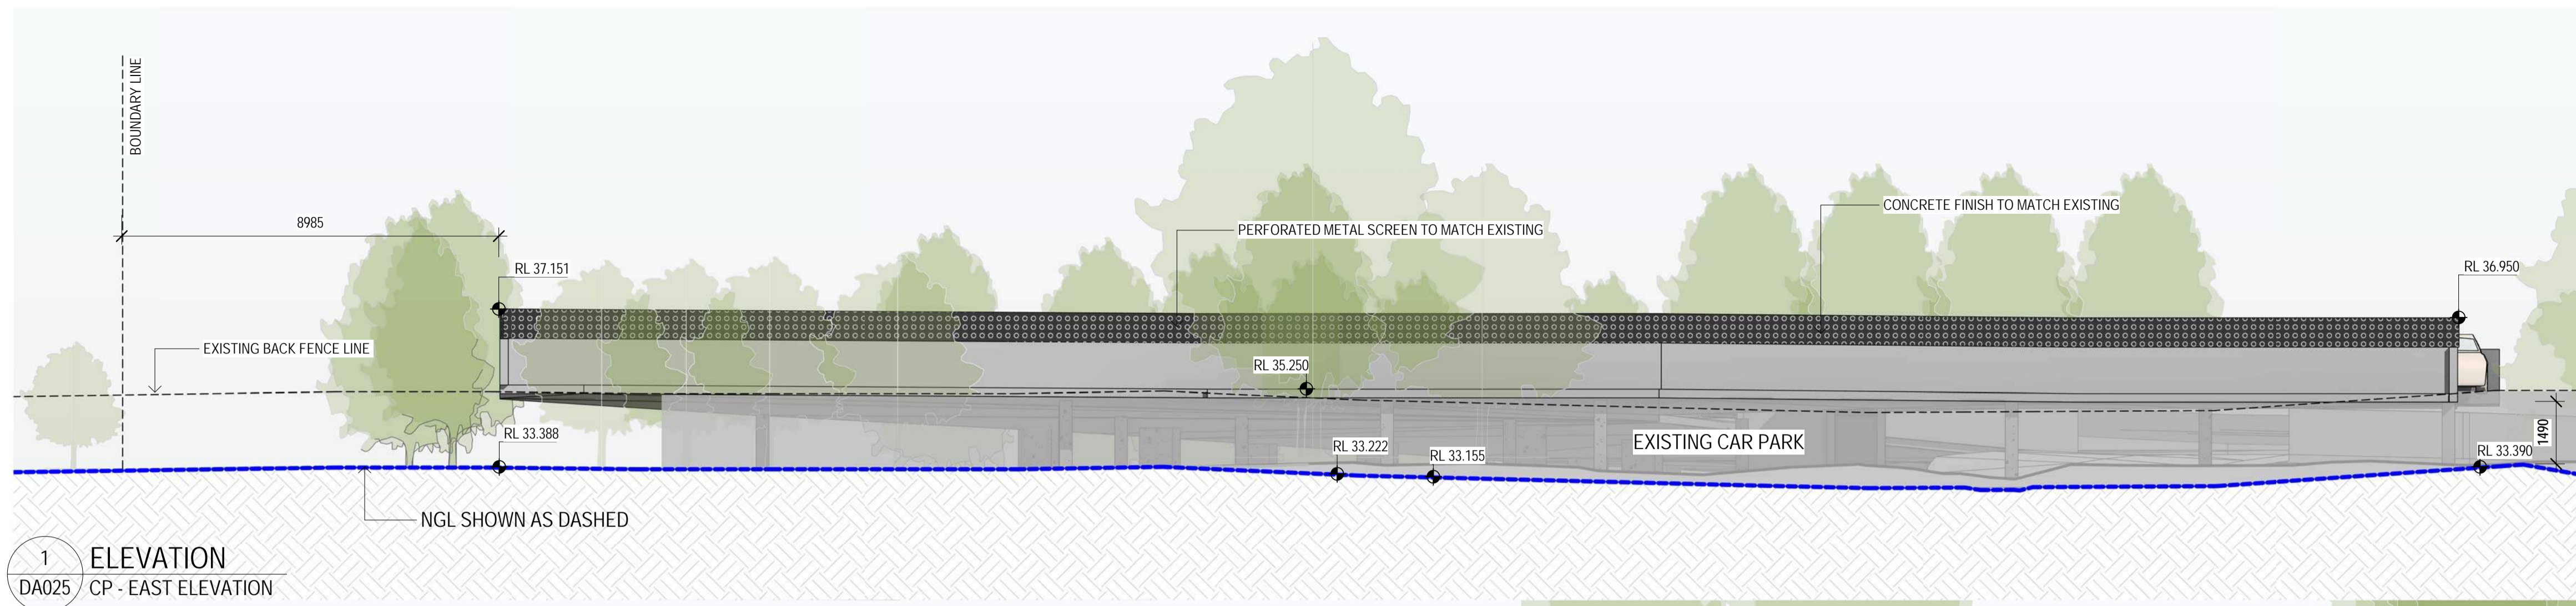 BOUNDARY LINE
8985
RL 37.151
PERFORATED METAL SCREEN TO MATCH EXISTING
CONCRETE FINISH TO MATCH EXISTING
RL 36.950
EXISTING BACK FENCE LINE
RL 35.250
RL 33.388
RL 33.222
RL 33.155
EXISTING CAR PARK
1490
RL 33.390
NGL SHOWN AS DASHED
1
DA025
ELEVATION
CP - EAST ELEVATION